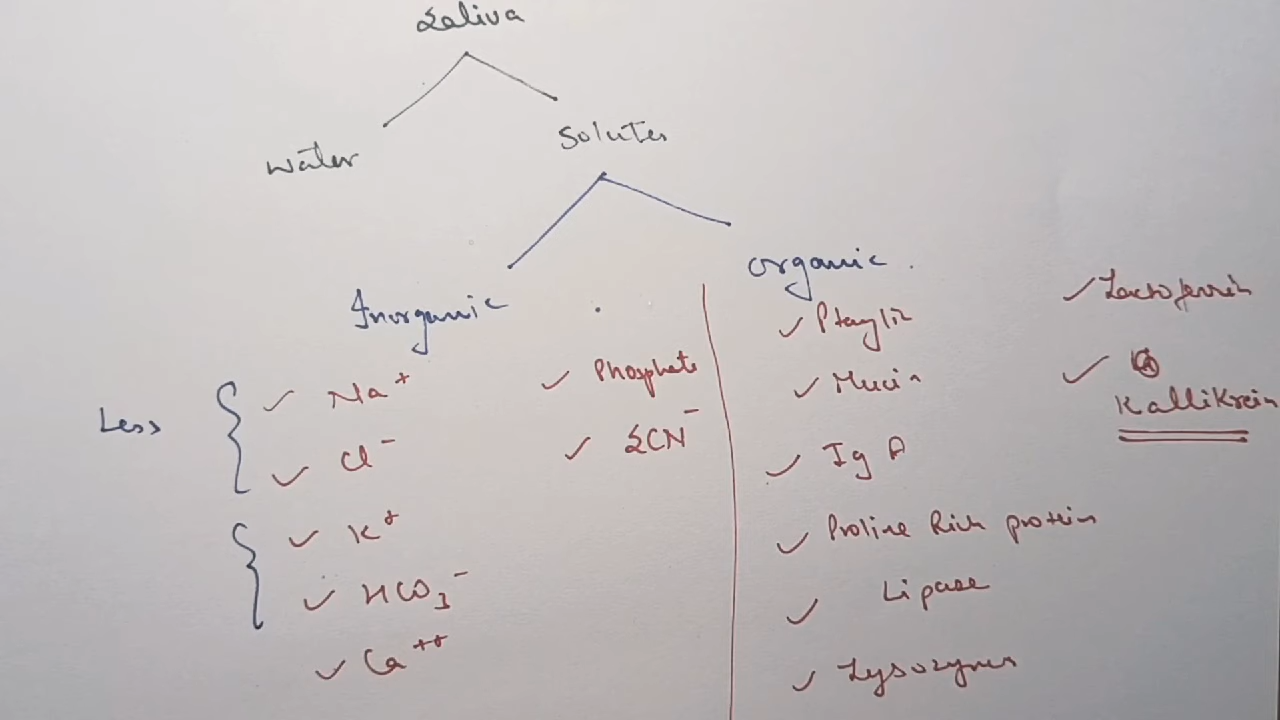 Saliva
Water
Solutes
Inorganic
Organic.
Less
Na+
Cl-
K+
HCO3-
Ca++
Phosphate
SCN-
Ptaylin
Mucin
Ig A
Proline Rich protein
Lipase
Lysozymes
Lactoferrin
Kallikrein